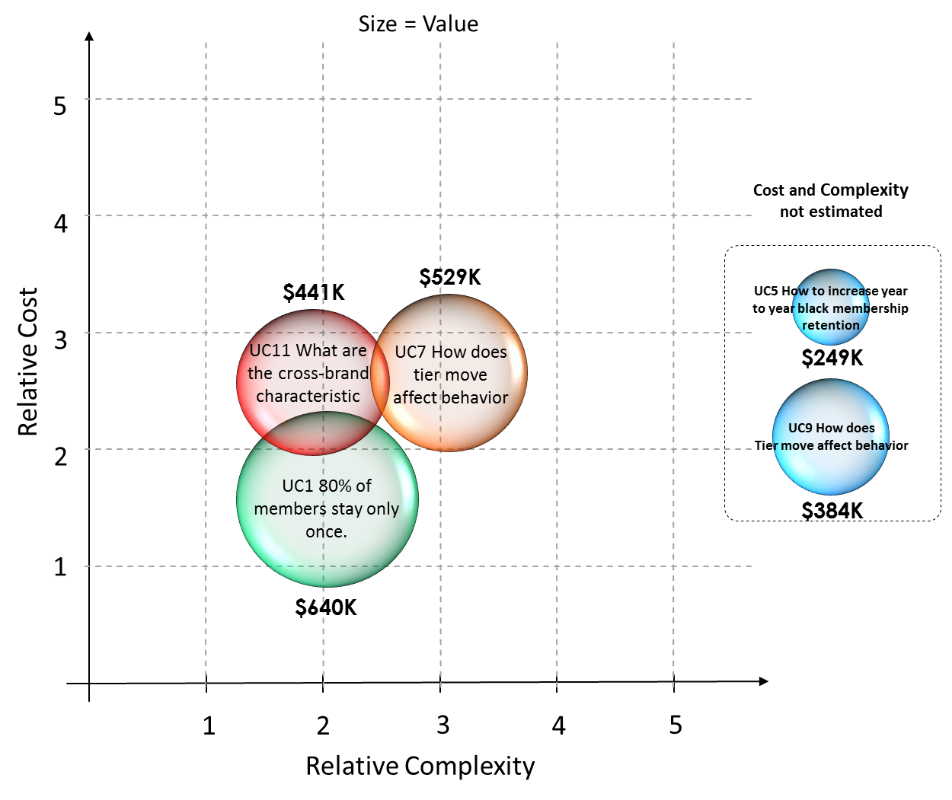 Size = Value
5
4
3
2
1
Relative Cost
$441K
UC11 What are
the cross-brand
characteristic
$529K
UC7 How does
tier move
affect behavior
UC1 80% of
members stay only
once.
$640K
1
2
3
4
5
Relative Complexity
Cost and Complexity
not estimated
UC5 How to increase year
to year black membership
retention
$249K
UC9 How does
Tier move affect behavior
$384K